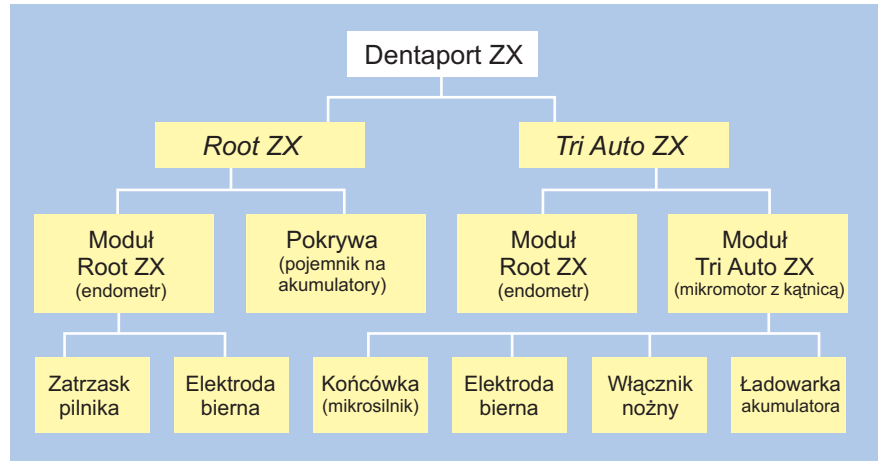 Dentaport ZX
Root ZX
Tri Auto ZX
Moduł
Root ZX
(endometr)
Pokrywa
(pojemnik na
akumulatory)
Moduł
Root ZX
(endometr)
Moduł
Tri Auto ZX
(mikromotor z kątnicą)
Zatrzask
pilnika
Elektroda
bierna
Końcówka
(mikrosilnik)
Elektroda
bierna
Włącznik
nożny
Ładowarka
akumulatora